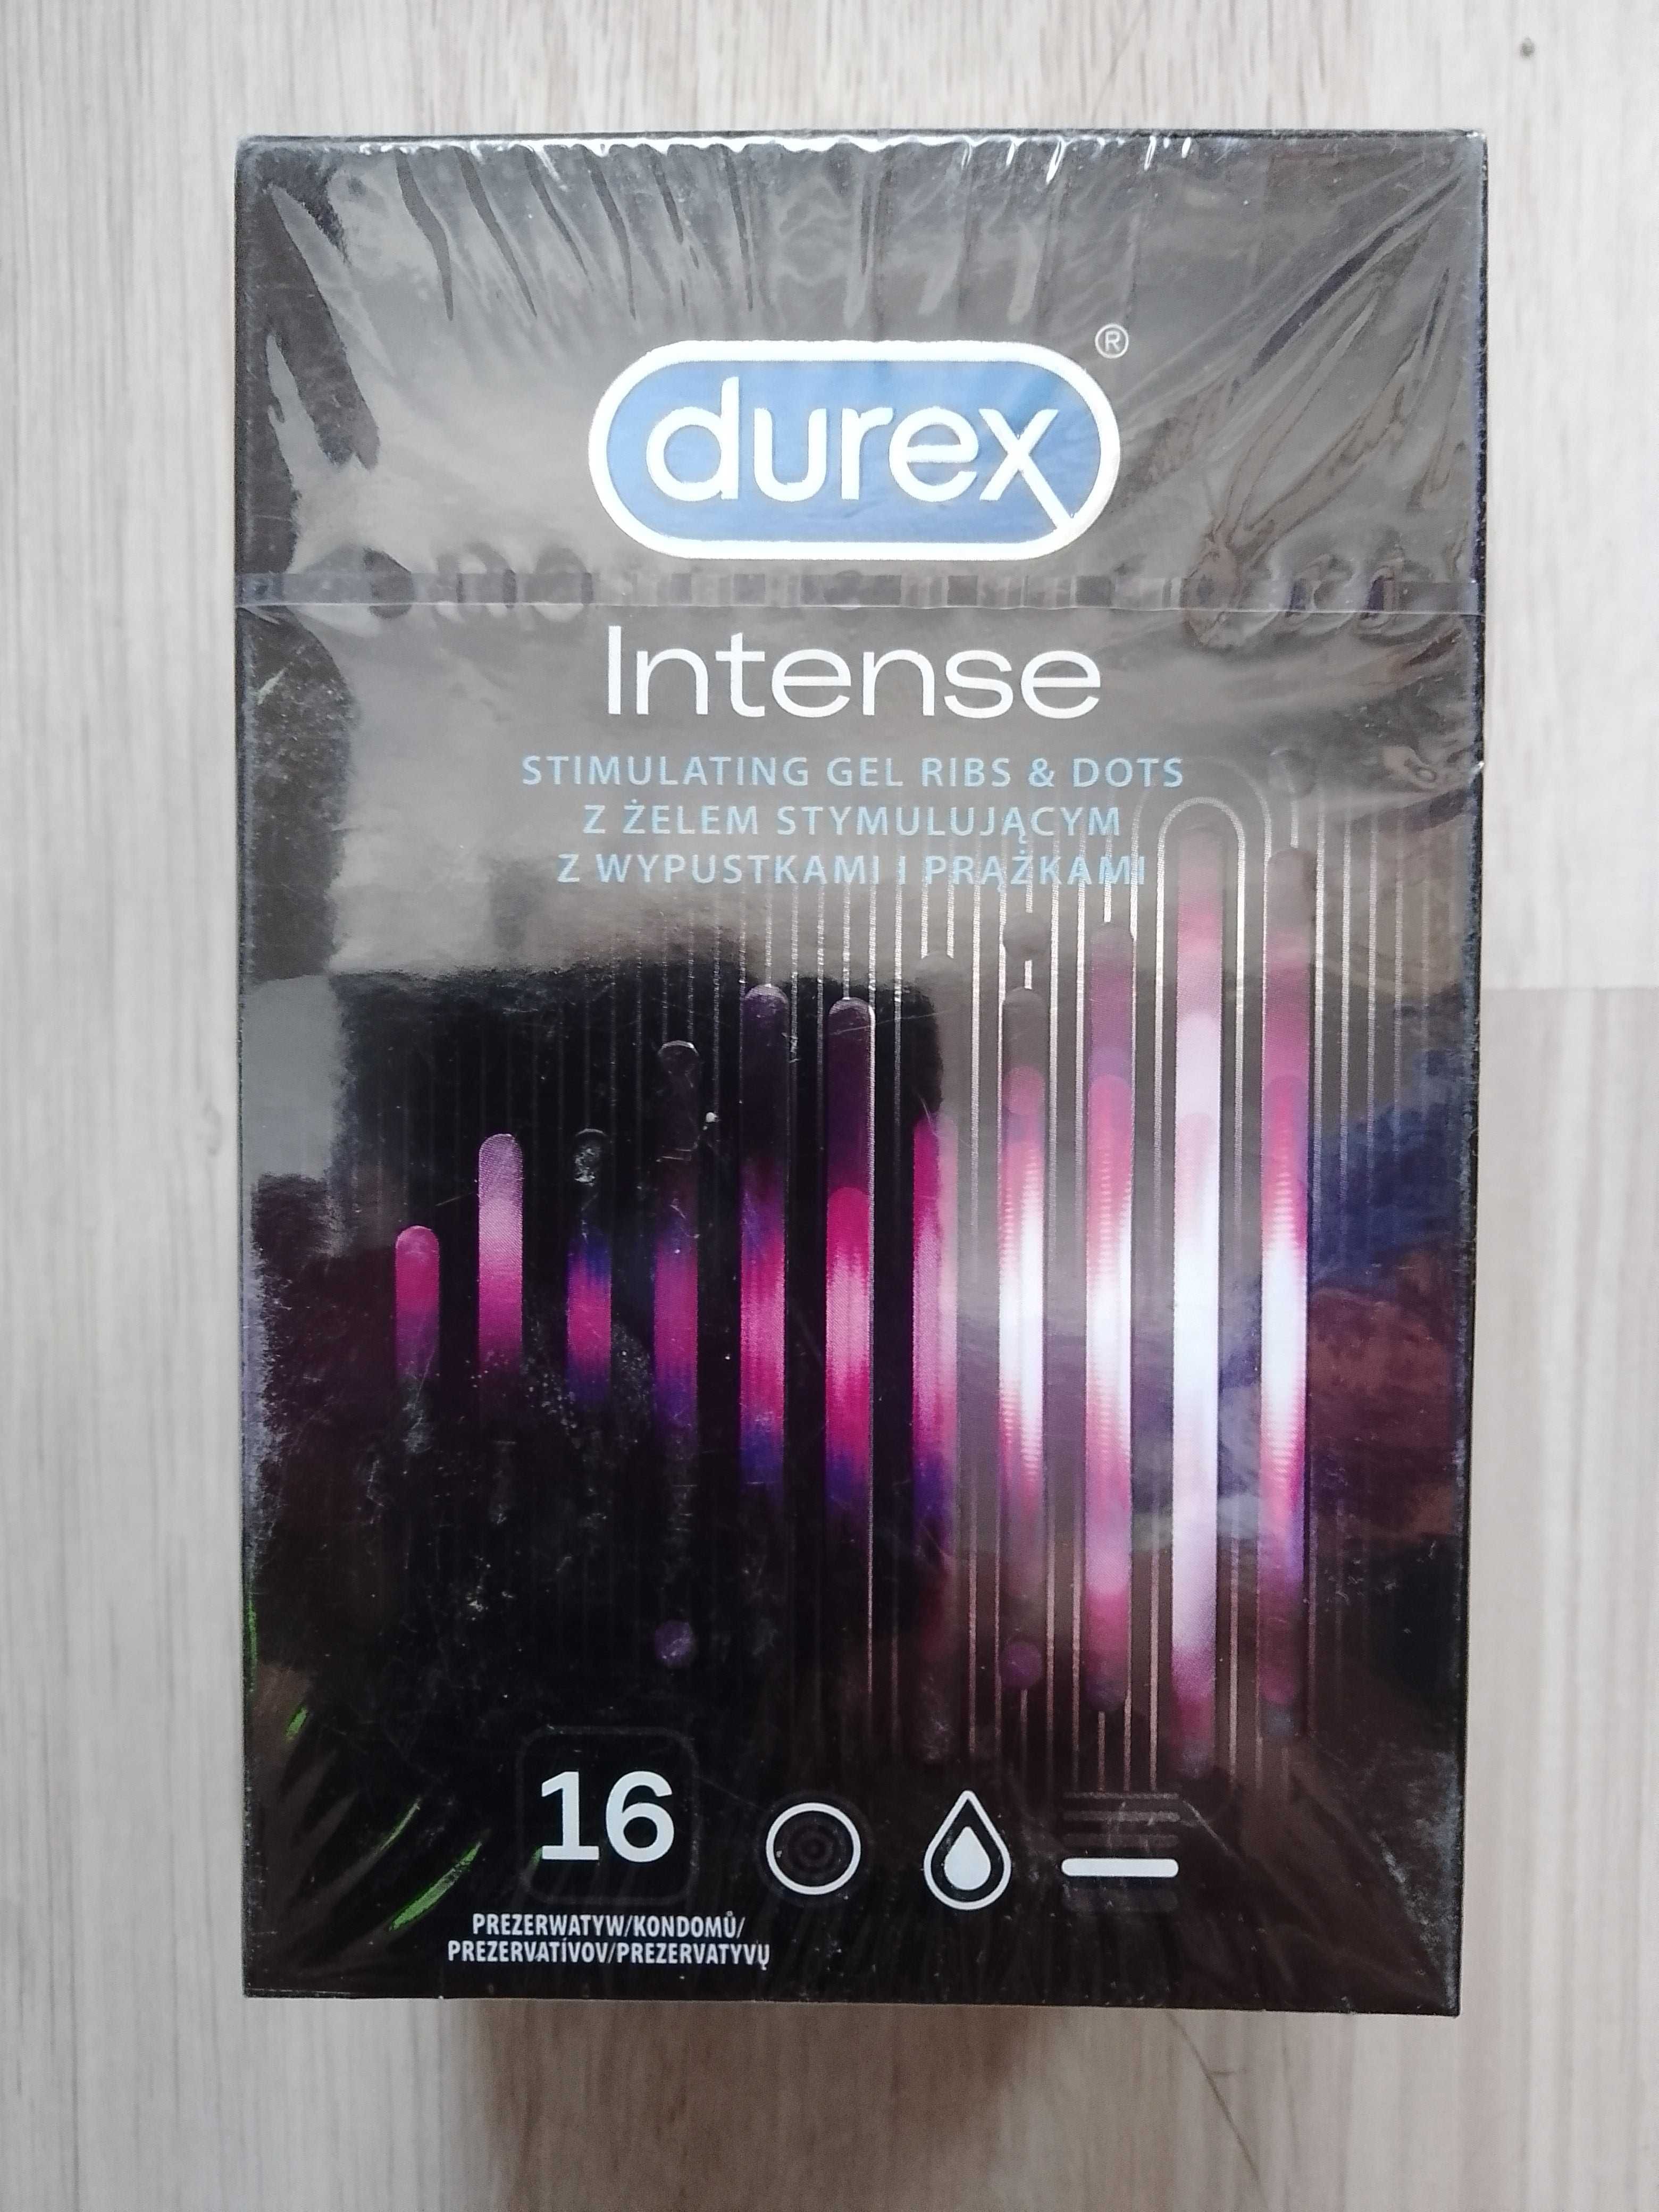 durex®
Intense
STIMULATING GEL RIBS & DOTS
Z ŻELEM STYMULUJĄCYM
Z WYPUSTKAMI I PRĄŻKAMI
16
PREZERWATYW/KONDOMŮ/
PREZERVATÍVOV/PREZERVATYVŲ